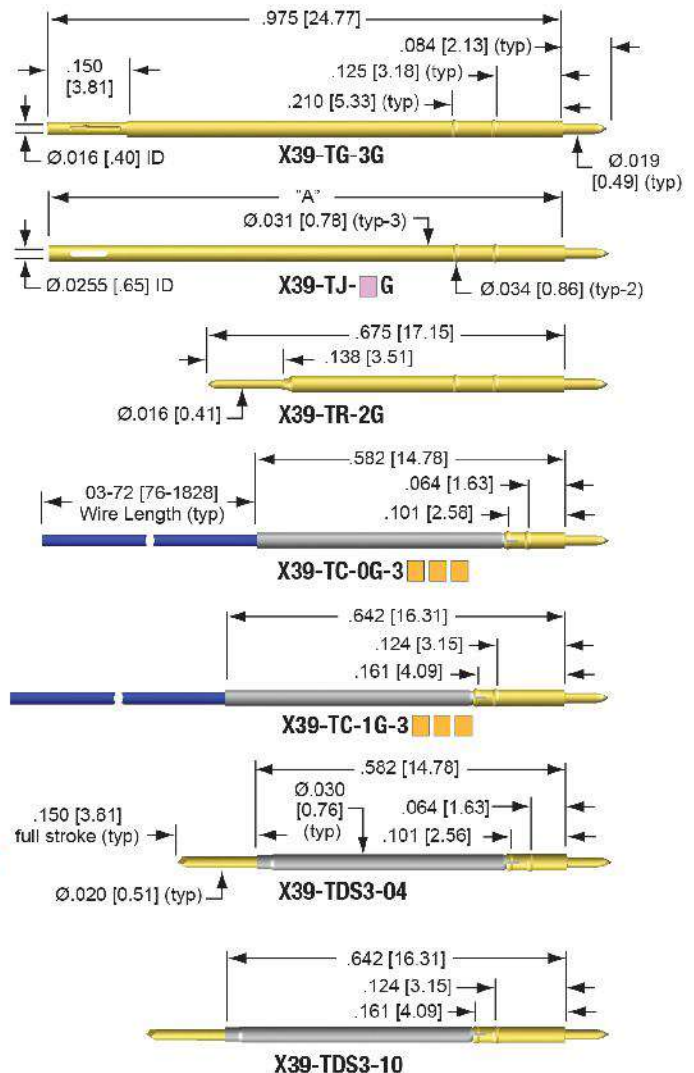 .975 [24.77]
.084 [2.13] (typ)
.150
[3.81]
.125 [3.18] (typ)
.210 [5.33] (typ)
Ø.016 [.40] ID
X39-TG-3G
Ø.019
[0.49] (typ)
"A"
Ø.031 [0.78] (typ-3)
Ø.0255 [.65] ID
X39-TJ- G
Ø.034 [0.86] (typ-2)
.675 [17.15]
.138 [3.51]
Ø.016 [0.41]
X39-TR-2G
.582 [14.78]
03-72 [76-1828]
Wire Length (typ)
.064 [1.63]
.101 [2.58]
X39-TC-0G-3
.642 [16.31]
.124 [3.15]
.161 [4.09]
X39-TC-1G-3
.582 [14.78]
Ø.030
[0.76]
(typ)
.150 [3.81]
full stroke (typ)
.064 [1.63]
.101 [2.56]
Ø.020 [0.51] (typ)
X39-TDS3-04
.642 [16.31]
.124 [3.15]
.161 [4.09]
X39-TDS3-10